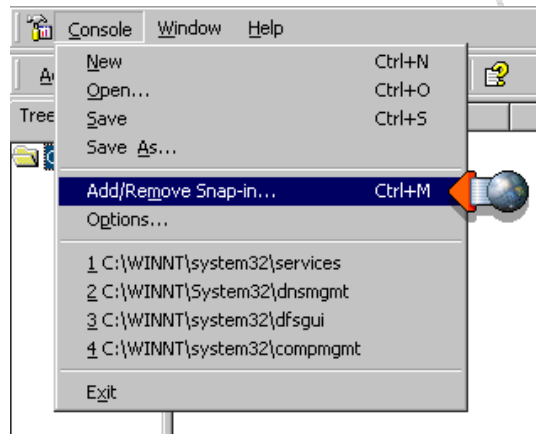 Console Window Help
New Ctrl+N
Open... Ctrl+O
Save Ctrl+S
Save As...
Tree
Add/Remove Snap-in... Ctrl+M
Options...
1 C:\WINNT\system32\services
2 C:\WINNT\System32\dnsmgmt
3 C:\WINNT\system32\dfsgui
4 C:\WINNT\system32\compmgmt
Exit